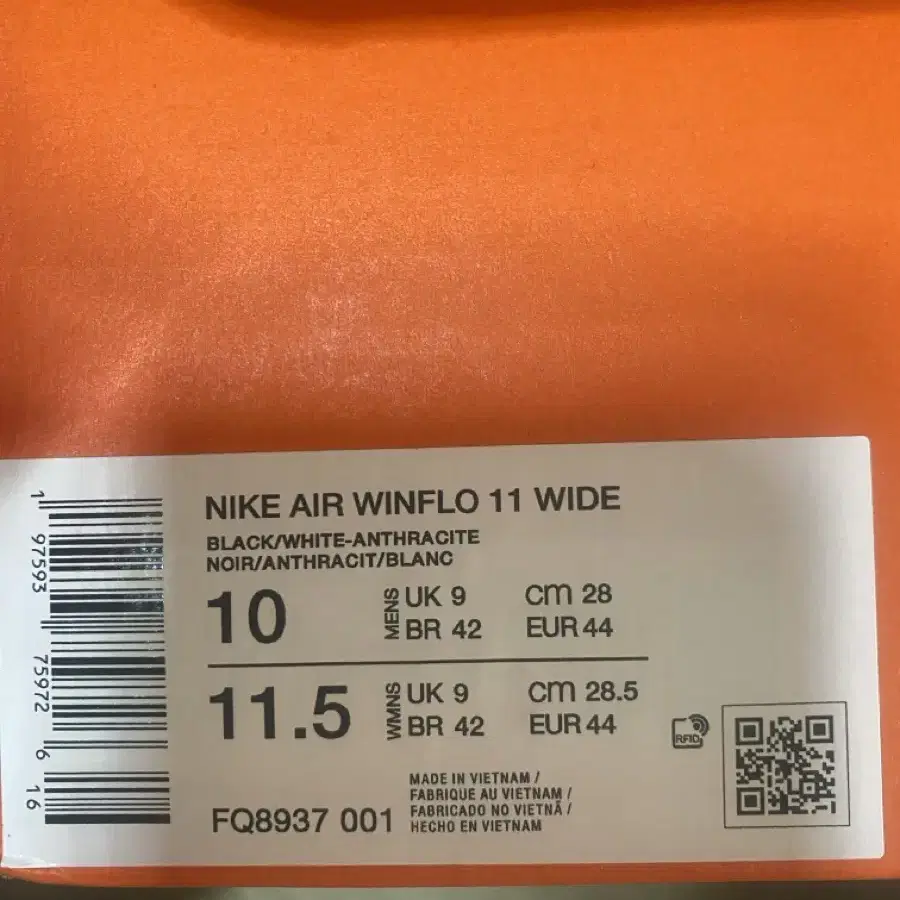 NIKE AIR WINFLO 11 WIDE
BLACK/WHITE-ANTHRACITE
NOIR/ANTHRACIT/BLANC
10 MENS UK 9 CM 28
BR 42 EUR 44
11.5 WMNS UK 9 CM 28.5
BR 42 EUR 44
RFID
MADE IN VIETNAM /
FABRIQUE AU VIETNAM /
FABRICADO NO VIETNÃ /
HECHO EN VIETNAM
FQ8937 001
1 97593 75972 6 16